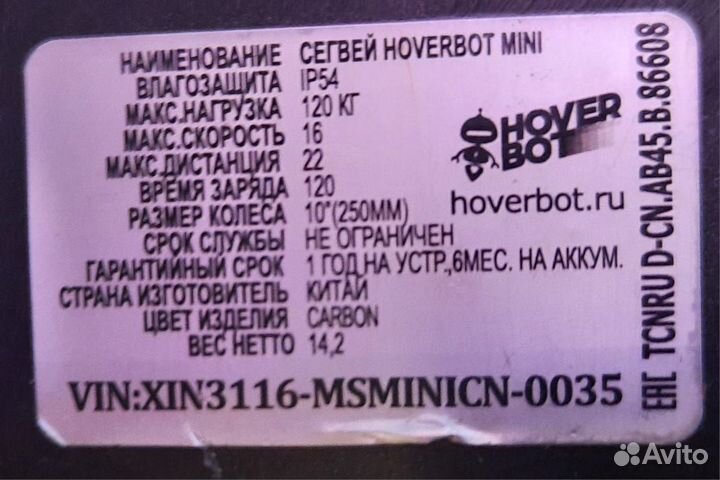 НАИМЕНОВАНИЕ СЕГВЕЙ HOVERBOT MINI
ВЛАГОЗАЩИТА IP54
МАКС.НАГРУЗКА 120 КГ
МАКС.СКОРОСТЬ 16
МАКС.ДИСТАНЦИЯ 22
ВРЕМЯ ЗАРЯДА 120
РАЗМЕР КОЛЕСА 10"(250ММ)
СРОК СЛУЖБЫ НЕ ОГРАНИЧЕН
ГАРАНТИЙНЫЙ СРОК 1 ГОД НА УСТР.,6МЕС. НА АККУМ.
СТРАНА ИЗГОТОВИТЕЛЬ КИТАЙ
ЦВЕТ ИЗДЕЛИЯ CARBON
ВЕС НЕТТО 14,2
VIN:XIN3116-MSMINICN-0035
HOVER
BOT
hoverbot.ru
EAC TCNRU D-CN.AB45.B.86608
Avito